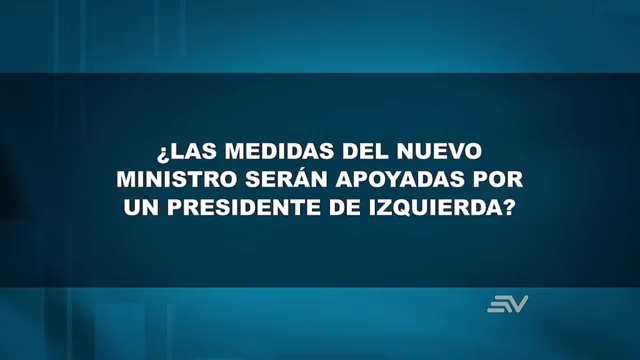 ¿LAS MEDIDAS DEL NUEVO
MINISTRO SERÁN APOYADAS POR
UN PRESIDENTE DE IZQUIERDA?